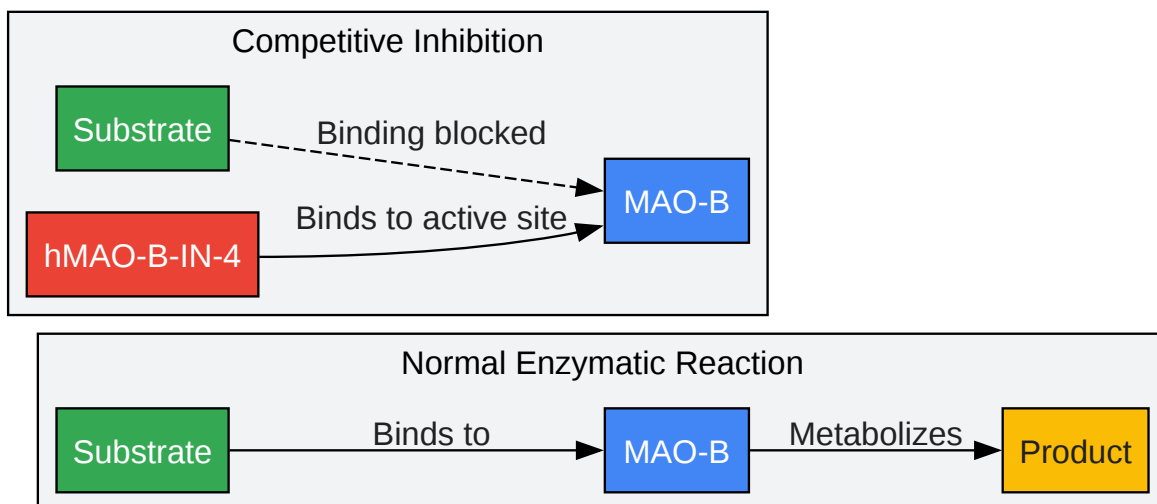 Competitive Inhibition
Substrate
Binding blocked
MAO-B
Binds to active site
hMAO-B-IN-4
Normal Enzymatic Reaction
Substrate
Binds to
MAO-B
Metabolizes
Product